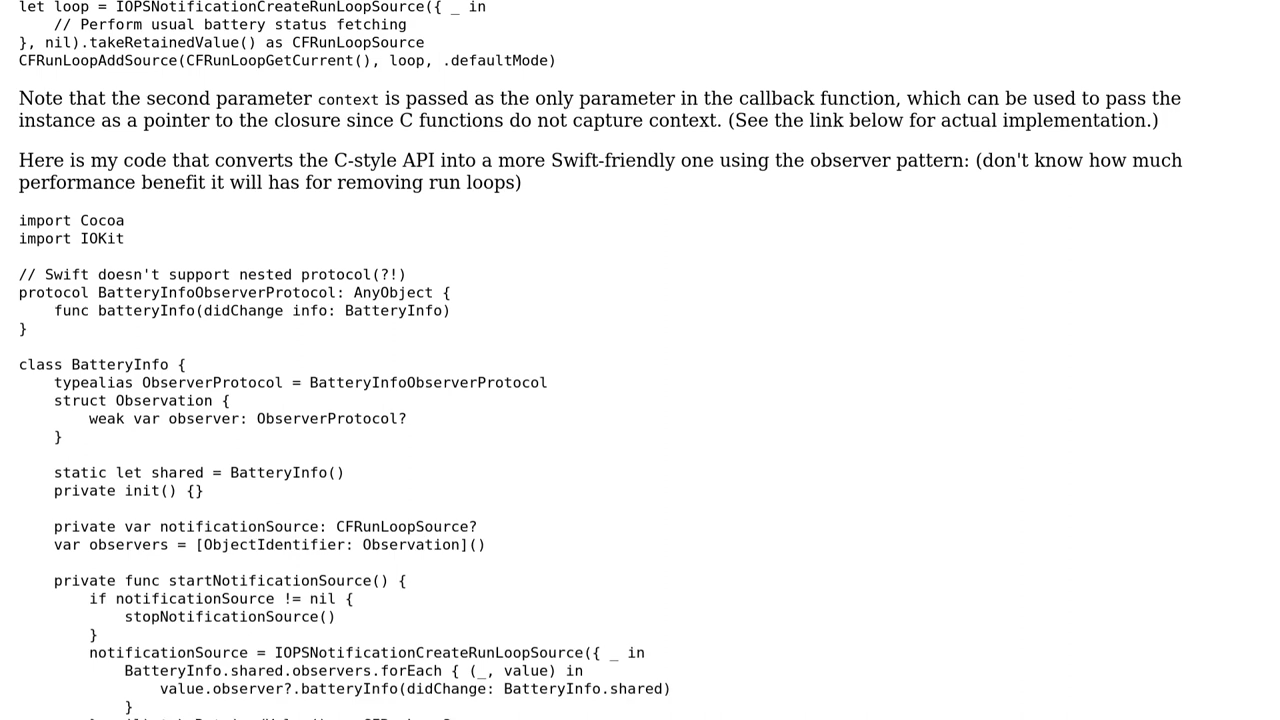 let loop = IOPSNotificationCreateRunLoopSource({ _ in
    // Perform usual battery status fetching
}, nil).takeRetainedValue() as CFRunLoopSource
CFRunLoopAddSource(CFRunLoopGetCurrent(), loop, .defaultMode)
Note that the second parameter context is passed as the only parameter in the callback function, which can be used to pass the
instance as a pointer to the closure since C functions do not capture context. (See the link below for actual implementation.)
Here is my code that converts the C-style API into a more Swift-friendly one using the observer pattern: (don't know how much
performance benefit it will has for removing run loops)
import Cocoa
import IOKit
// Swift doesn't support nested protocol(?!)
protocol BatteryInfoObserverProtocol: AnyObject {
    func batteryInfo(didChange info: BatteryInfo)
}
class BatteryInfo {
    typealias ObserverProtocol = BatteryInfoObserverProtocol
    struct Observation {
        weak var observer: ObserverProtocol?
    }
    static let shared = BatteryInfo()
    private init() {}
    private var notificationSource: CFRunLoopSource?
    var observers = [ObjectIdentifier: Observation]()
    private func startNotificationSource() {
        if notificationSource != nil {
            stopNotificationSource()
        }
        notificationSource = IOPSNotificationCreateRunLoopSource({ _ in
            BatteryInfo.shared.observers.forEach { (_, value) in
                value.observer?.batteryInfo(didChange: BatteryInfo.shared)
            }